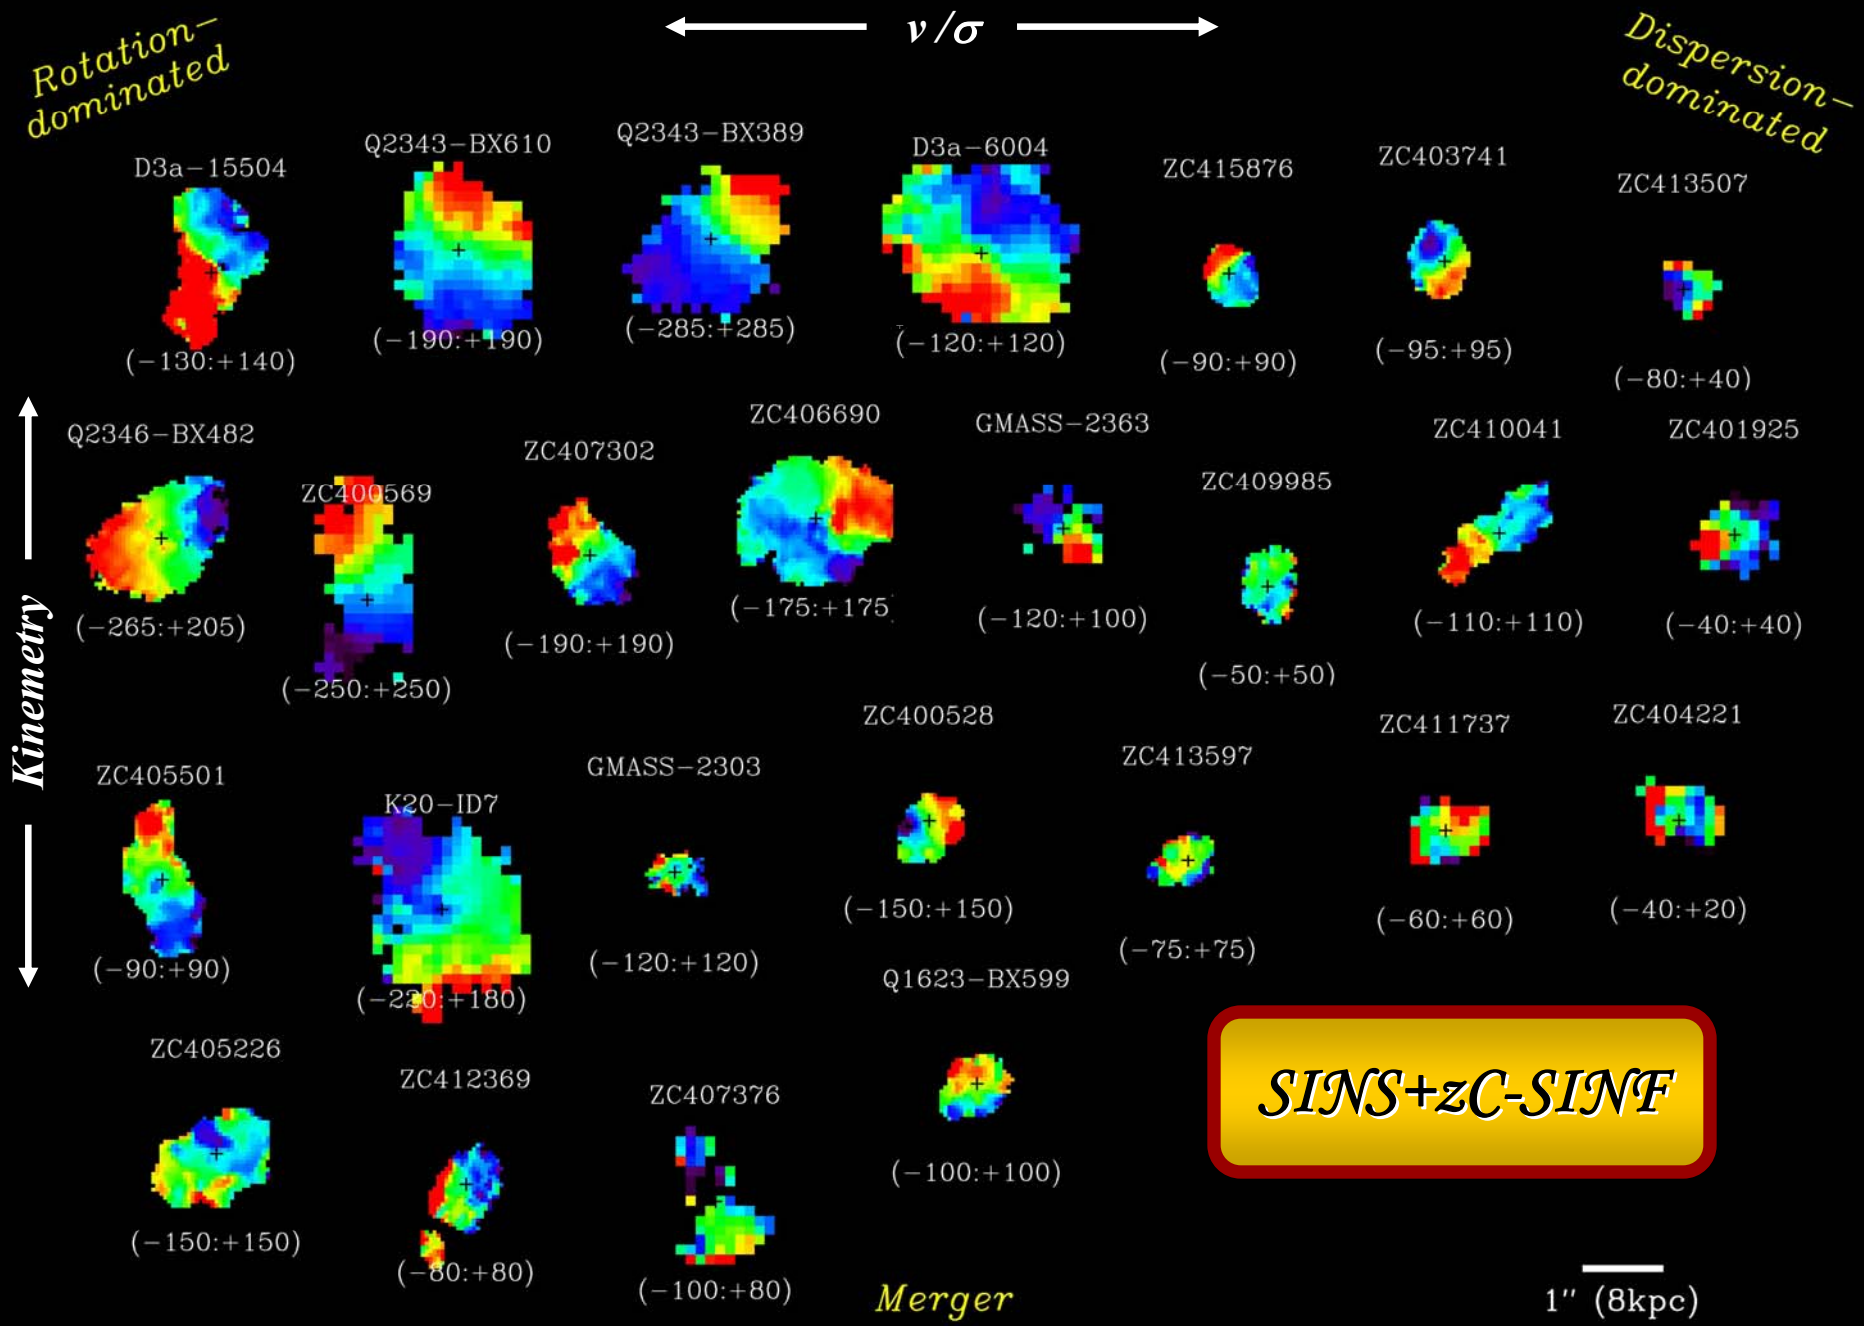 v/σ
Rotation−
dominated
Dispersion−
dominated
D3a−15504
Q2343−BX610
Q2343−BX389
D3a−6004
ZC415876
ZC403741
ZC413507
(−130:+140)
(−190:+190)
(−285:+285)
(−120:+120)
(−90:+90)
(−95:+95)
(−80:+40)
Kinemetry
Q2346−BX482
ZC400569
ZC407302
ZC406690
GMASS−2363
ZC409985
ZC410041
ZC401925
(−265:+205)
(−250:+250)
(−190:+190)
(−175:+175)
(−120:+100)
(−50:+50)
(−110:+110)
(−40:+40)
ZC405501
K20−ID7
GMASS−2303
ZC400528
ZC413597
ZC411737
ZC404221
(−90:+90)
(−220:+180)
(−120:+120)
(−150:+150)
(−75:+75)
(−60:+60)
(−40:+20)
ZC405226
ZC412369
ZC407376
Q1623−BX599
(−150:+150)
(−80:+80)
(−100:+80)
(−100:+100)
SINS+zC-SINF
Merger
1″ (8kpc)